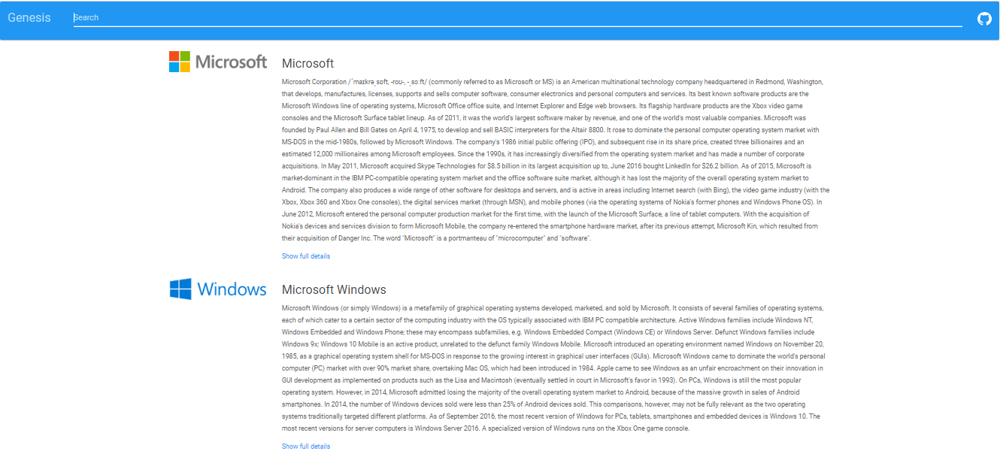 Genesis
Search
Microsoft
Microsoft
Microsoft Corporation /ˈmaɪkrəˌsɒft, -roʊ-, -ˌsɔːft/ (commonly referred to as Microsoft or MS) is an American multinational technology company headquartered in Redmond, Washington,
that develops, manufactures, licenses, supports and sells computer software, consumer electronics and personal computers and services. Its best known software products are the
Microsoft Windows line of operating systems, Microsoft Office office suite, and Internet Explorer and Edge web browsers. Its flagship hardware products are the Xbox video game
consoles and the Microsoft Surface tablet lineup. As of 2011, it was the world's largest software maker by revenue, and one of the world's most valuable companies. Microsoft was
founded by Paul Allen and Bill Gates on April 4, 1975, to develop and sell BASIC interpreters for the Altair 8800. It rose to dominate the personal computer operating system market with
MS-DOS in the mid-1980s, followed by Microsoft Windows. The company's 1986 initial public offering (IPO), and subsequent rise in its share price, created three billionaires and an
estimated 12,000 millionaires among Microsoft employees. Since the 1990s, it has increasingly diversified from the operating system market and has made a number of corporate
acquisitions. In May 2011, Microsoft acquired Skype Technologies for $8.5 billion in its largest acquisition up to, June 2016 bought LinkedIn for $26.2 billion. As of 2015, Microsoft is
market-dominant in the IBM PC-compatible operating system market and the office software suite market, although it has lost the majority of the overall operating system market to
Android. The company also produces a wide range of other software for desktops and servers, and is active in areas including Internet search (with Bing), the video game industry (with the
Xbox, Xbox 360 and Xbox One consoles), the digital services market (through MSN), and mobile phones (via the operating systems of Nokia's former phones and Windows Phone OS). In
June 2012, Microsoft entered the personal computer production market for the first time, with the launch of the Microsoft Surface, a line of tablet computers. With the acquisition of
Nokia's devices and services division to form Microsoft Mobile, the company re-entered the smartphone hardware market, after its previous attempt, Microsoft Kin, which resulted from
their acquisition of Danger Inc. The word "Microsoft" is a portmanteau of "microcomputer" and "software".
Show full details
Windows
Microsoft Windows
Microsoft Windows (or simply Windows) is a metafamily of graphical operating systems developed, marketed, and sold by Microsoft. It consists of several families of operating systems,
each of which cater to a certain sector of the computing industry with the OS typically associated with IBM PC compatible architecture. Active Windows families include Windows NT,
Windows Embedded and Windows Phone; these may encompass subfamilies, e.g. Windows Embedded Compact (Windows CE) or Windows Server. Defunct Windows families include
Windows 9x; Windows 10 Mobile is an active product, unrelated to the defunct family Windows Mobile. Microsoft introduced an operating environment named Windows on November 20,
1985, as a graphical operating system shell for MS-DOS in response to the growing interest in graphical user interfaces (GUIs). Microsoft Windows came to dominate the world's personal
computer (PC) market with over 90% market share, overtaking Mac OS, which had been introduced in 1984. Apple came to see Windows as an unfair encroachment on their innovation in
GUI development as implemented on products such as the Lisa and Macintosh (eventually settled in court in Microsoft's favor in 1993). On PCs, Windows is still the most popular
operating system. However, in 2014, Microsoft admitted losing the majority of the overall operating system market to Android, because of the massive growth in sales of Android
smartphones. In 2014, the number of Windows devices sold were less than 25% of Android devices sold. This comparisons, however, may not be fully relevant as the two operating
systems traditionally targeted different platforms. As of September 2016, the most recent version of Windows for PCs, tablets, smartphones and embedded devices is Windows 10. The
most recent versions for server computers is Windows Server 2016. A specialized version of Windows runs on the Xbox One game console.
Show full details